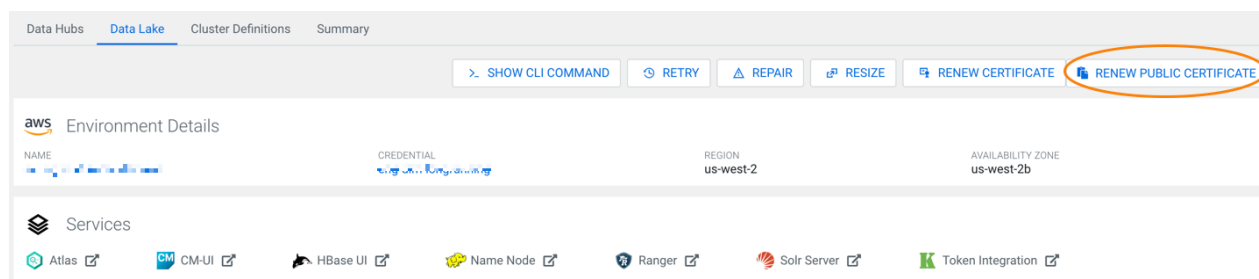 Data Hubs Data Lake Cluster Definitions Summary
SHOW CLI COMMAND RETRY REPAIR RESIZE RENEW CERTIFICATE RENEW PUBLIC CERTIFICATE
aws Environment Details
NAME CREDENTIAL REGION AVAILABILITY ZONE
us-west-2 us-west-2b
Services
Atlas CM CM-UI HBase UI Name Node Ranger Solr Server Token Integration